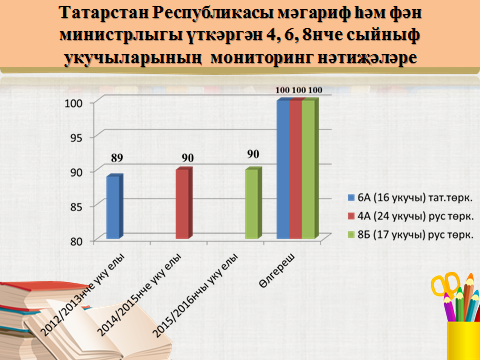 Татарстан Республикасы мәгариф һәм фән
министрлыгы үткәргән 4, 6, 8нче сыйныф
укучыларының мониторинг нәтиҗәләре
100 100 100
100
95
90
85
80
89
90
90
2012/2013нче уку елы
2014/2015нче уку елы
2015/2016нчы уку елы
Өлгереш
6А (16 укучы) тат.төрк.
4А (24 укучы) рус төрк.
8Б (17 укучы) рус төрк.